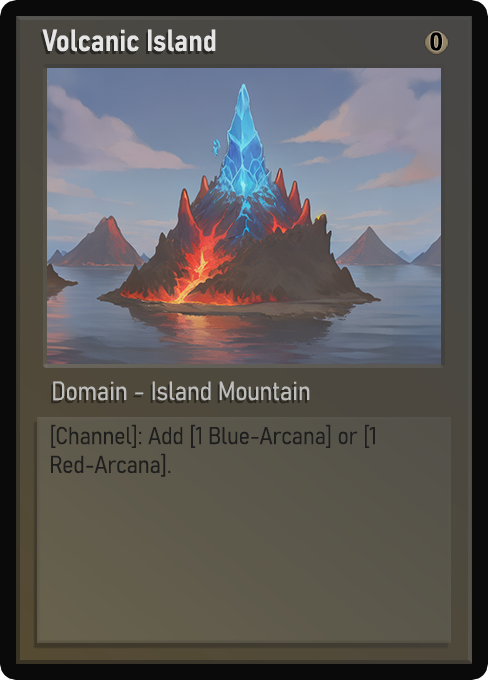 Volcanic Island
0
Domain - Island Mountain
[Channel]: Add [1 Blue-Arcana] or [1
Red-Arcana].